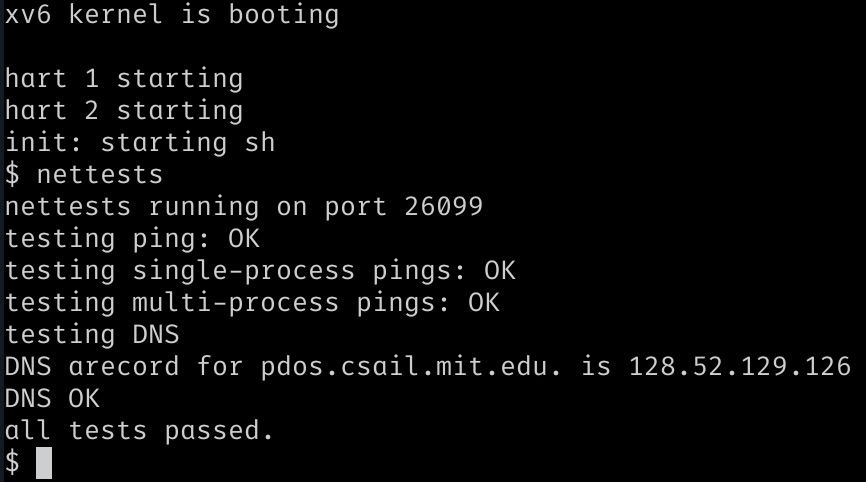 xv6 kernel is booting
hart 1 starting
hart 2 starting
init: starting sh
$ nettests
nettests running on port 26099
testing ping: OK
testing single-process pings: OK
testing multi-process pings: OK
testing DNS
DNS arecord for pdos.csail.mit.edu. is 128.52.129.126
DNS OK
all tests passed.
$